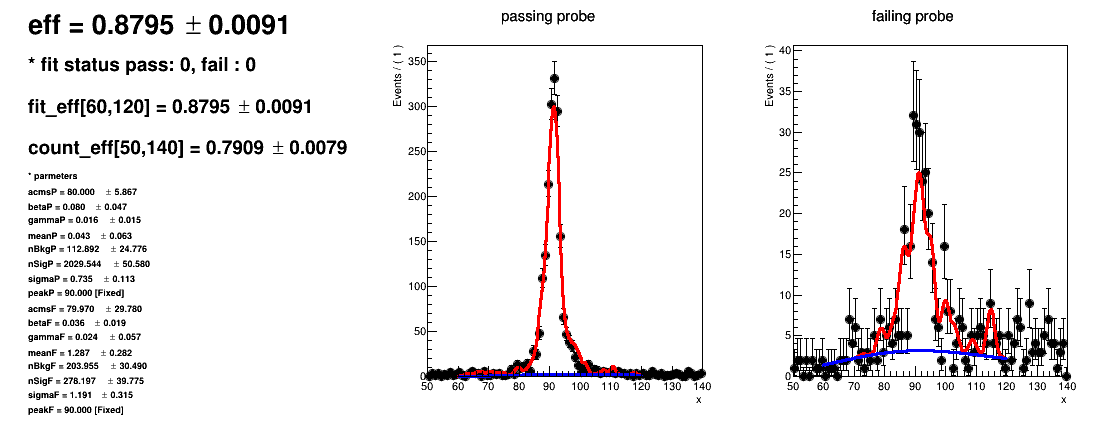 eff = 0.8795 ± 0.0091
* fit status pass: 0, fail : 0
fit_eff[60,120] = 0.8795 ± 0.0091
count_eff[50,140] = 0.7909 ± 0.0079
* parmeters
acmsP = 80.000 ± 5.867
betaP = 0.080 ± 0.047
gammaP = 0.016 ± 0.015
meanP = 0.043 ± 0.063
nBkgP = 112.892 ± 24.776
nSigP = 2029.544 ± 50.580
sigmaP = 0.735 ± 0.113
peakP = 90.000 [Fixed]
acmsF = 79.970 ± 29.780
betaF = 0.036 ± 0.019
gammaF = 0.024 ± 0.057
meanF = 1.287 ± 0.282
nBkgF = 203.955 ± 30.490
nSigF = 278.197 ± 39.775
sigmaF = 1.191 ± 0.315
peakF = 90.000 [Fixed]
passing probe
Events / ( 1 )
350
300
250
200
150
100
50
0
50 60 70 80 90 100 110 120 130 140
x
failing probe
Events / ( 1 )
40
35
30
25
20
15
10
5
0
50 60 70 80 90 100 110 120 130 140
x